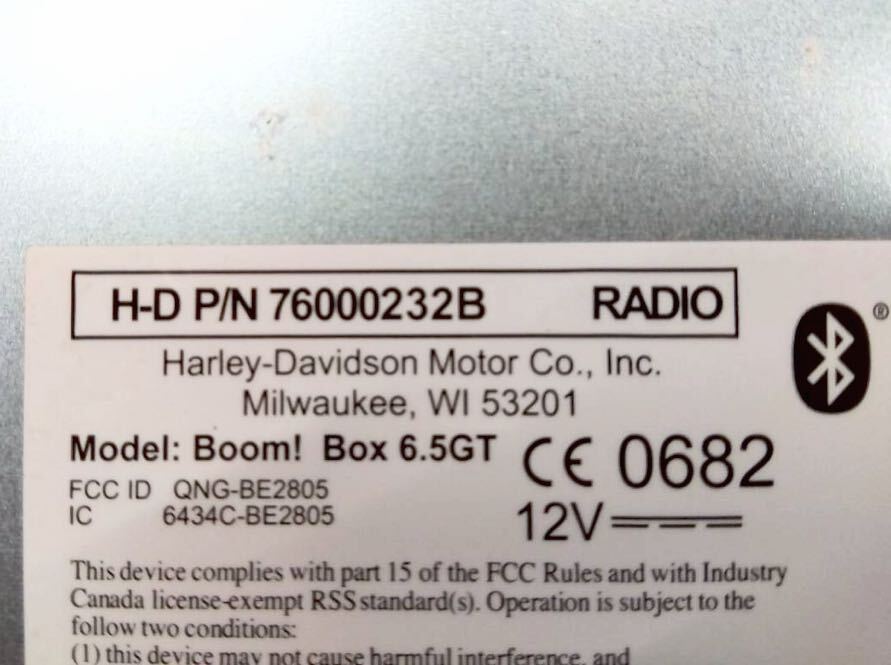 H-D P/N 76000232B RADIO
Harley-Davidson Motor Co., Inc.
Milwaukee, WI 53201
Model: Boom! Box 6.5GT CE 0682
FCC ID QNG-BE2805
IC 6434C-BE2805
12V
This device complies with part 15 of the FCC Rules and with Industry
Canada license-exempt RSS standard(s). Operation is subject to the
follow two conditions:
(1) this device may not cause harmful interference, and
®